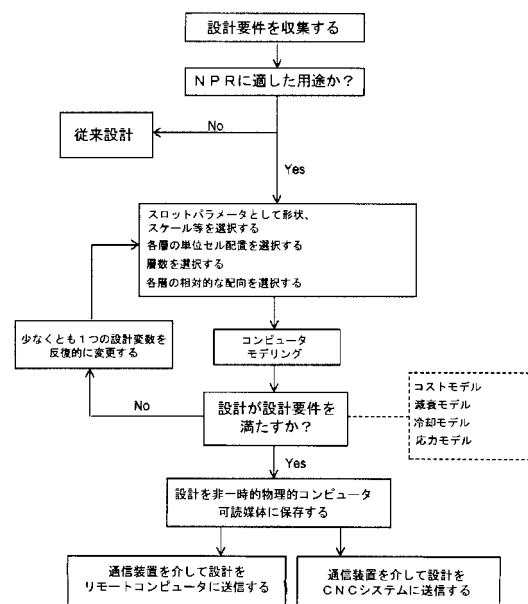 設計要件を収集する
NPRに適した用途か？
No
従来設計
Yes
スロットパラメータとして形状、
スケール等を選択する
各層の単位セル配置を選択する
層数を選択する
各層の相対的な配向を選択する
少なくとも１つの設計変数を
反復的に変更する
コンピュータ
モデリング
No
設計が設計要件を
満たすか？
コストモデル
減衰モデル
冷却モデル
応力モデル
Yes
設計を非一時的物理的コンピュータ
可読媒体に保存する
通信装置を介して設計を
リモートコンピュータに送信する
通信装置を介して設計を
CNCシステムに送信する